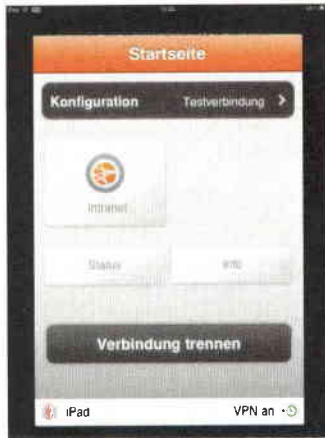 Startseite
Konfiguration Testverbindung
Intranet
Status Info
Verbindung trennen
iPad VPN an